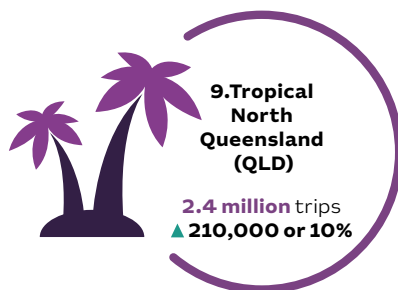 9.Tropical
North
Queensland
(QLD)
2.4 million trips
▲ 210,000 or 10%